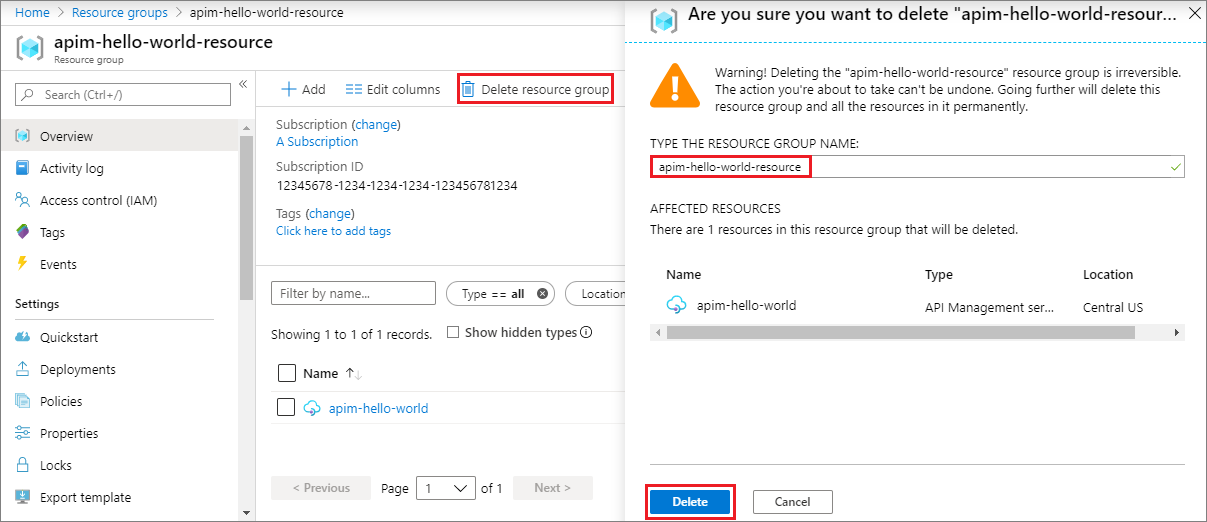 Home > Resource groups > apim-hello-world-resource
apim-hello-world-resource
Resource group
Search (Ctrl+/)
«
Overview
Activity log
Access control (IAM)
Tags
Events
Settings
Quickstart
Deployments
Policies
Properties
Locks
Export template
+ Add
Edit columns
Delete resource group
Subscription (change)
A Subscription
Subscription ID
12345678-1234-1234-1234-123456781234
Tags (change)
Click here to add tags
Filter by name...
Type == all
Location
Showing 1 to 1 of 1 records.
Show hidden types
Name ↑↓
apim-hello-world
< Previous
Page 1 of 1
Next >
Are you sure you want to delete "apim-hello-world-resour...
Warning! Deleting the "apim-hello-world-resource" resource group is irreversible.
The action you're about to take can't be undone. Going further will delete this
resource group and all the resources in it permanently.
TYPE THE RESOURCE GROUP NAME:
apim-hello-world-resource
AFFECTED RESOURCES
There are 1 resources in this resource group that will be deleted.
Name Type Location
apim-hello-world API Management ser... Central US
Delete
Cancel